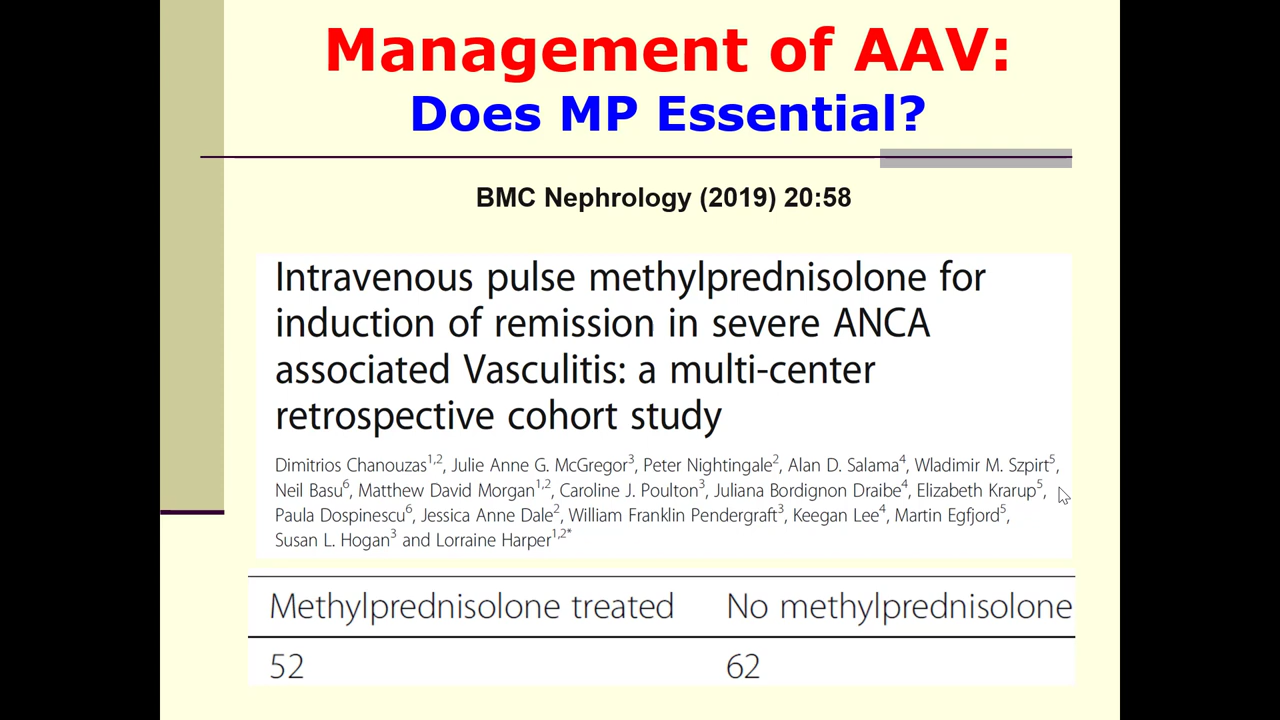 Management of AAV:
Does MP Essential?
BMC Nephrology (2019) 20:58
Intravenous pulse methylprednisolone for
induction of remission in severe ANCA
associated Vasculitis: a multi-center
retrospective cohort study
Dimitrios Chanouzas1,2, Julie Anne G. McGregor3, Peter Nightingale2, Alan D. Salama4, Wladimir M. Szpirt5,
Neil Basu6, Matthew David Morgan1,2, Caroline J. Poulton3, Juliana Bordignon Draibe4, Elizabeth Krarup5,
Paula Dospinescu6, Jessica Anne Dale2, William Franklin Pendergraft3, Keegan Lee4, Martin Egfjord5,
Susan L. Hogan3 and Lorraine Harper1,2*
Methylprednisolone treated No methylprednisolone
52 62